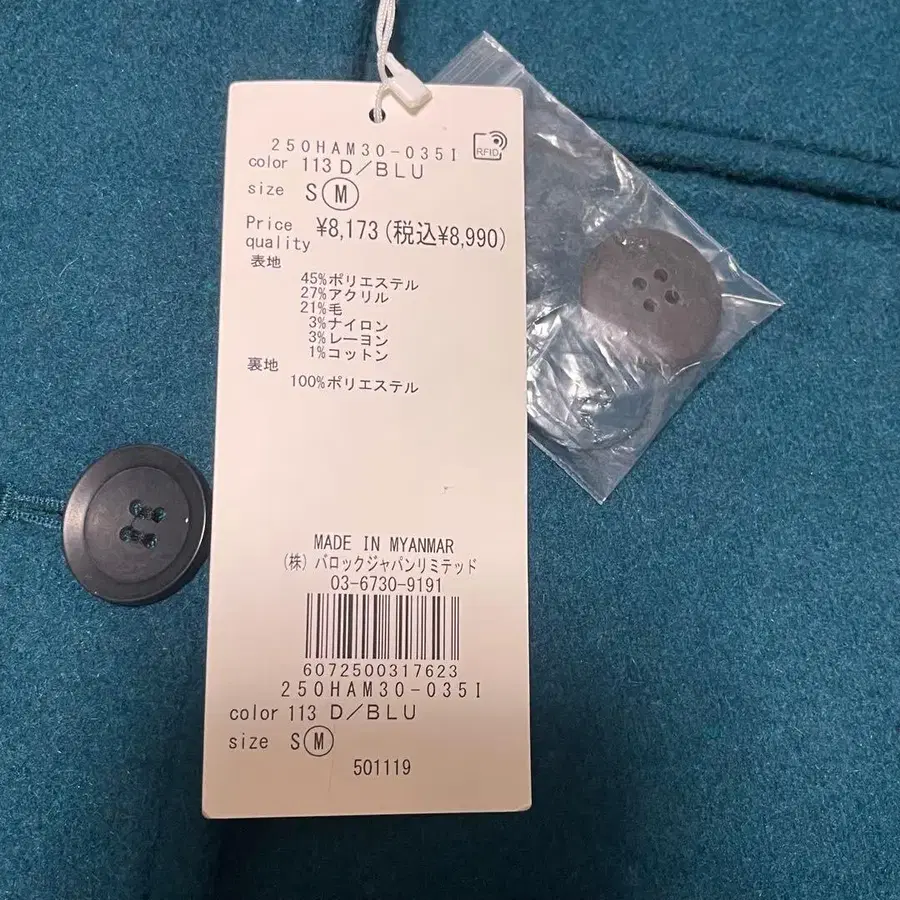 250HAM30-035I
RFID
color 113 D/BLU
size S M
Price ¥8,173(税込¥8,990)
quality
表地
45%ポリエステル
27%アクリル
21%毛
3%ナイロン
3%レーヨン
1%コットン
裏地
100%ポリエステル
MADE IN MYANMAR
(株)バロックジャパンリミテッド
03-6730-9191
6072500317623
250HAM30-035I
color 113 D/BLU
size S M
501119